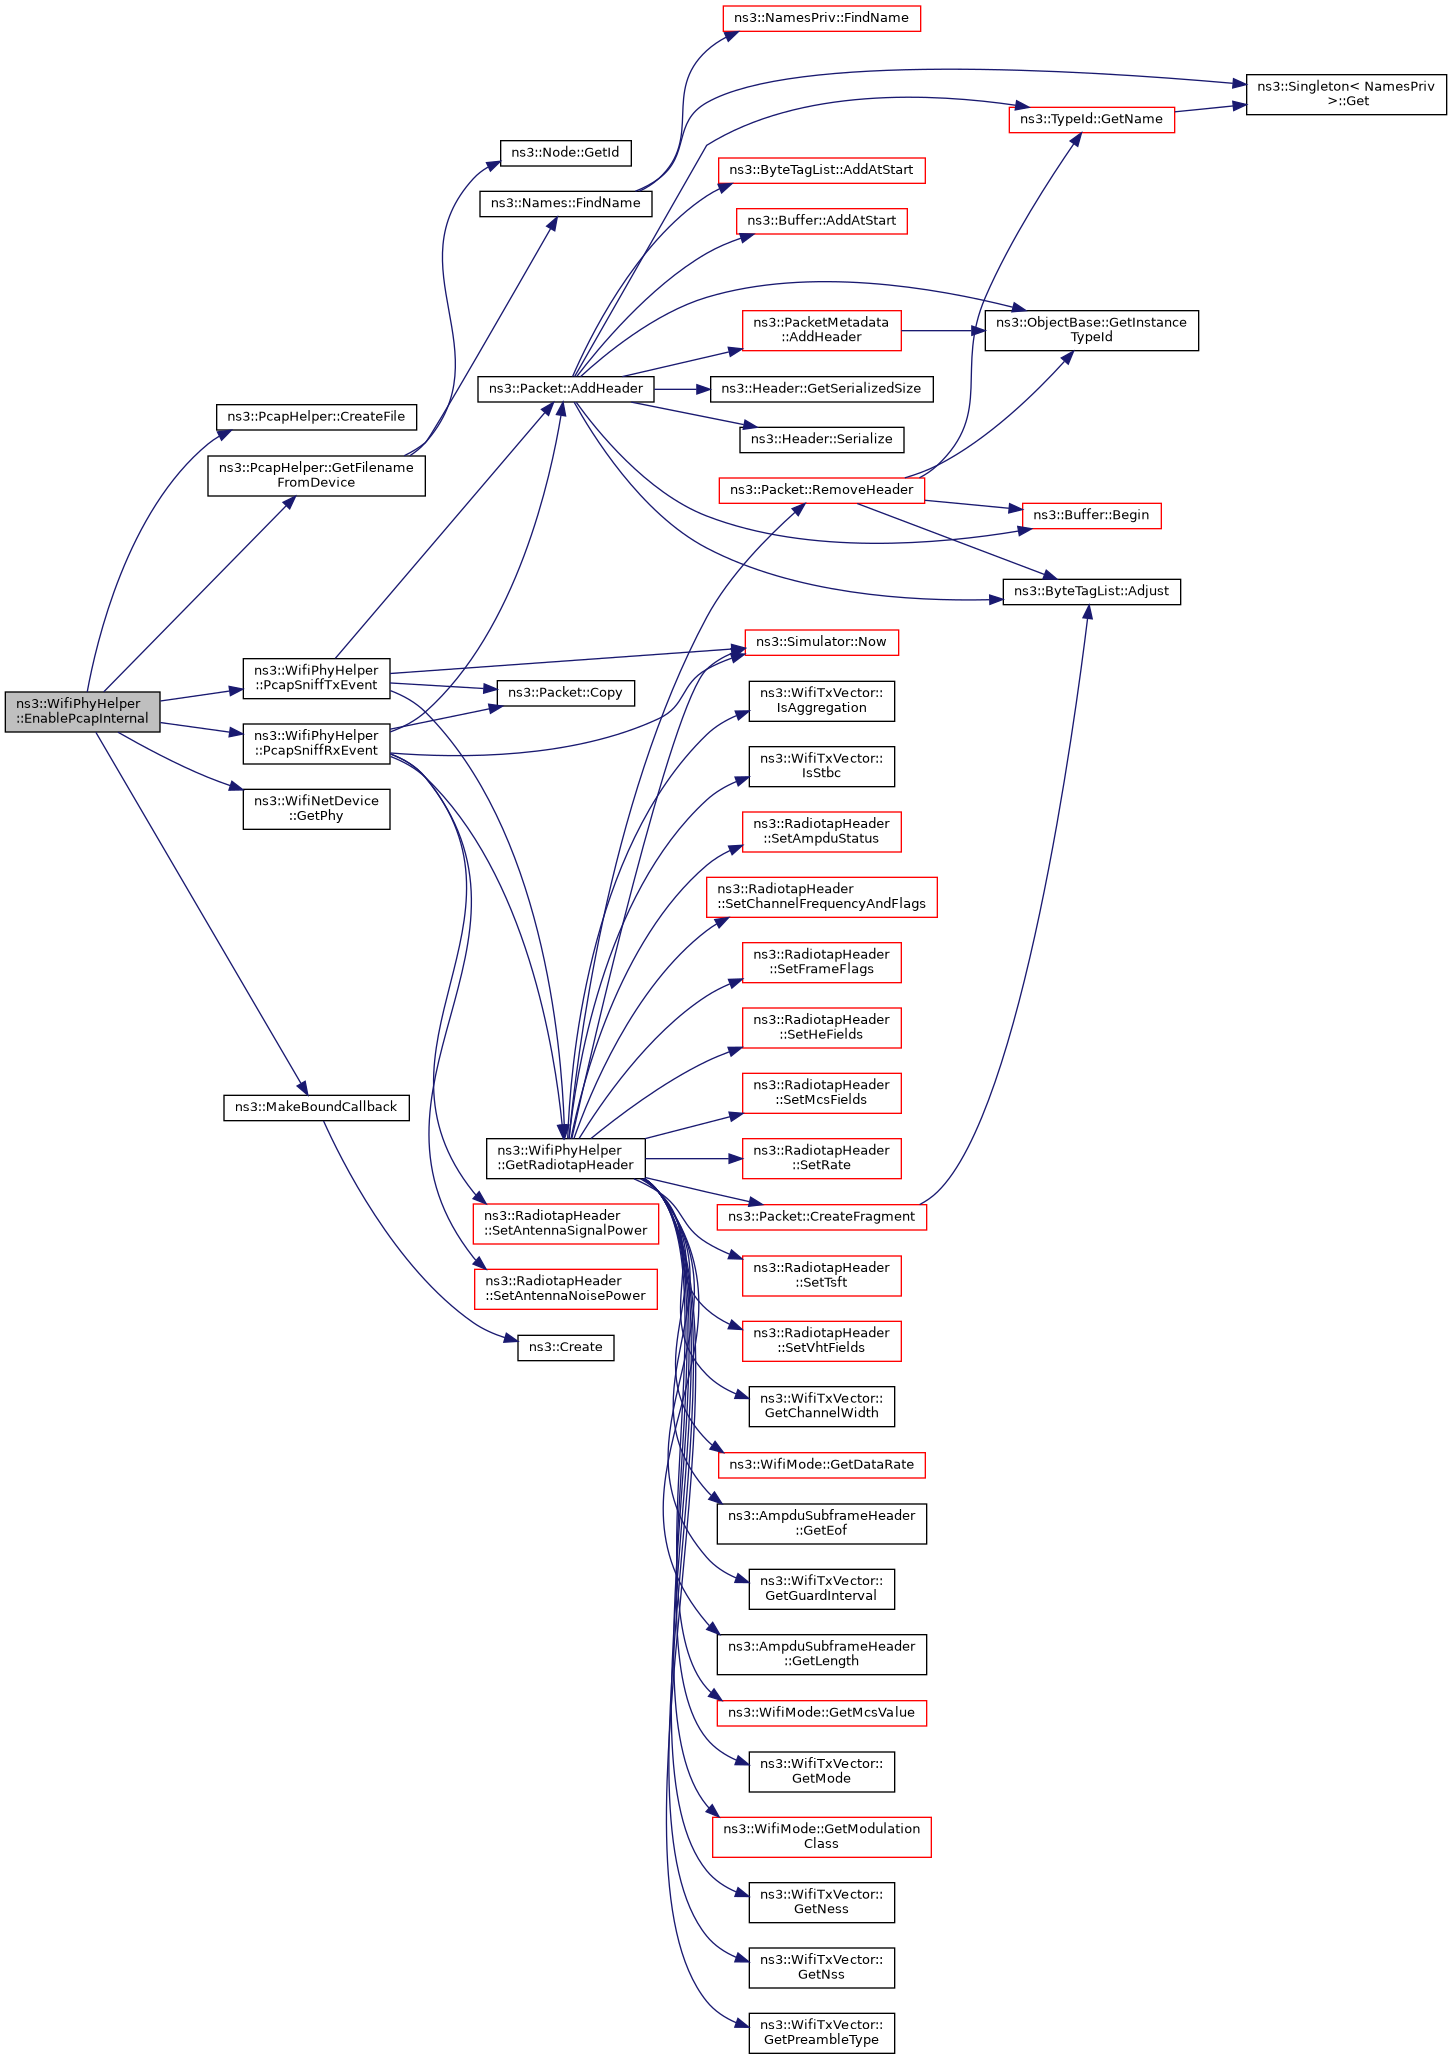 ns3::NamesPriv::FindName
ns3::Singleton< NamesPriv
>::Get
ns3::TypeId::GetName
ns3::Node::GetId
ns3::ByteTagList::AddAtStart
ns3::Names::FindName
ns3::Buffer::AddAtStart
ns3::PacketMetadata
::AddHeader
ns3::ObjectBase::GetInstance
TypeId
ns3::Packet::AddHeader
ns3::Header::GetSerializedSize
ns3::PcapHelper::CreateFile
ns3::Header::Serialize
ns3::PcapHelper::GetFilename
FromDevice
ns3::Packet::RemoveHeader
ns3::Buffer::Begin
ns3::ByteTagList::Adjust
ns3::Simulator::Now
ns3::WifiPhyHelper
::PcapSniffTxEvent
ns3::Packet::Copy
ns3::WifiTxVector::
IsAggregation
ns3::WifiPhyHelper
::EnablePcapInternal
ns3::WifiPhyHelper
::PcapSniffRxEvent
ns3::WifiTxVector::
IsStbc
ns3::WifiNetDevice
::GetPhy
ns3::RadiotapHeader
::SetAmpduStatus
ns3::RadiotapHeader
::SetChannelFrequencyAndFlags
ns3::RadiotapHeader
::SetFrameFlags
ns3::RadiotapHeader
::SetHeFields
ns3::RadiotapHeader
::SetMcsFields
ns3::MakeBoundCallback
ns3::WifiPhyHelper
::GetRadiotapHeader
ns3::RadiotapHeader
::SetRate
ns3::Packet::CreateFragment
ns3::RadiotapHeader
::SetAntennaSignalPower
ns3::RadiotapHeader
::SetTsft
ns3::RadiotapHeader
::SetAntennaNoisePower
ns3::RadiotapHeader
::SetVhtFields
ns3::Create
ns3::WifiTxVector::
GetChannelWidth
ns3::WifiMode::GetDataRate
ns3::AmpduSubframeHeader
::GetEof
ns3::WifiTxVector::
GetGuardInterval
ns3::AmpduSubframeHeader
::GetLength
ns3::WifiMode::GetMcsValue
ns3::WifiTxVector::
GetMode
ns3::WifiMode::GetModulation
Class
ns3::WifiTxVector::
GetNess
ns3::WifiTxVector::
GetNss
ns3::WifiTxVector::
GetPreambleType